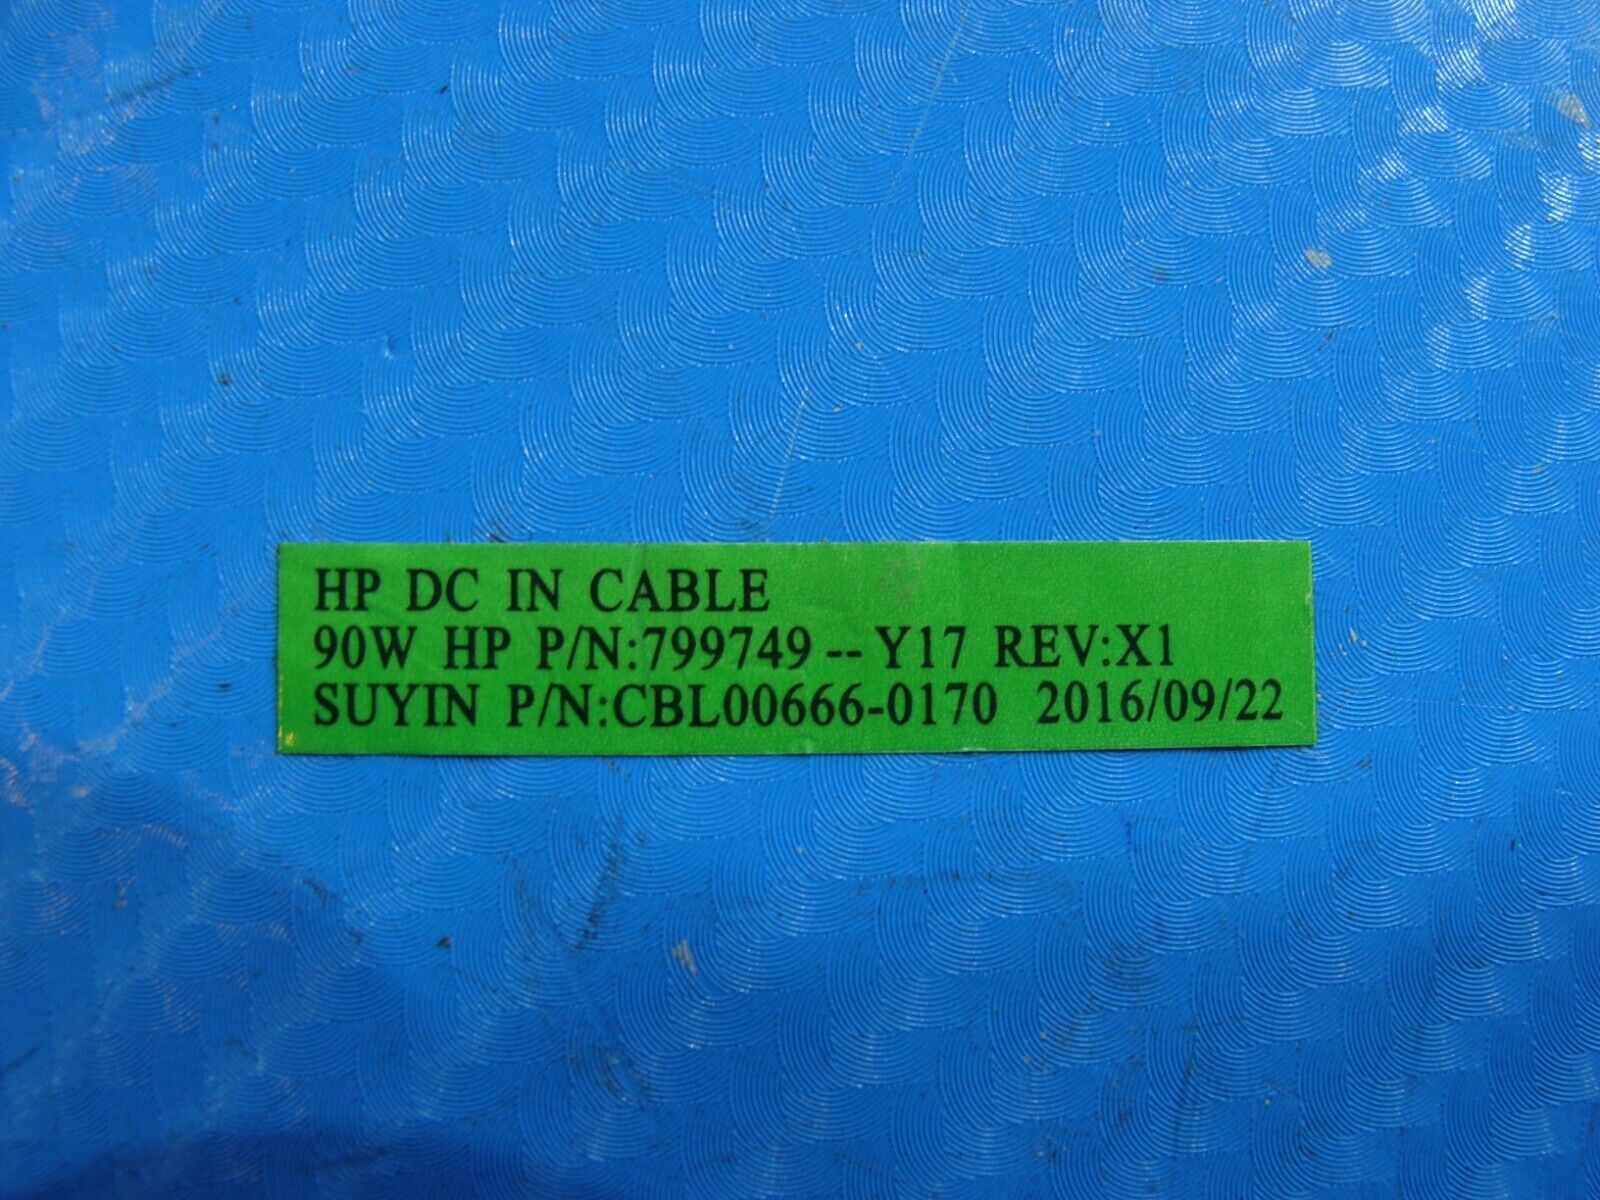 HP DC IN CABLE
90W HP P/N:799749 -- Y17 REV:X1
SUYIN P/N:CBL00666-0170 2016/09/22